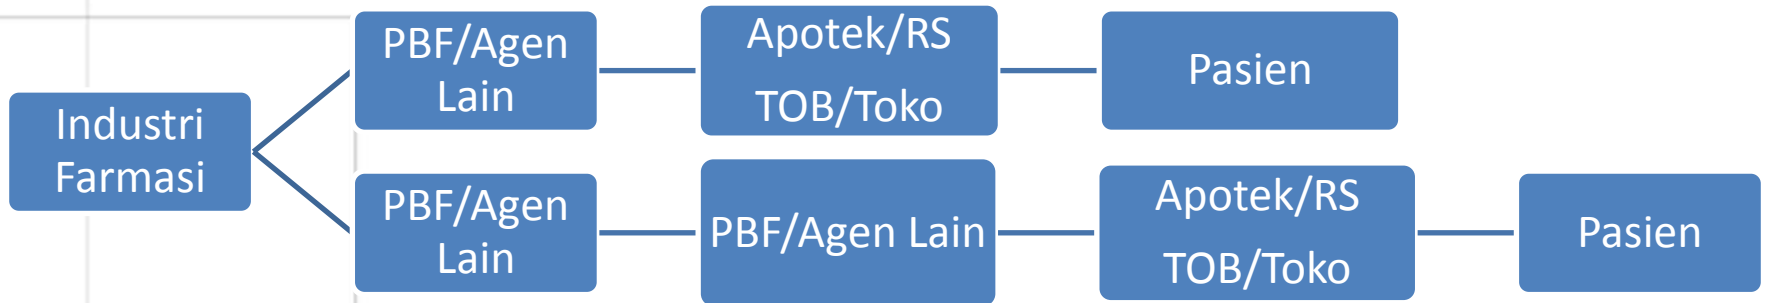 Industri
Farmasi
PBF/Agen
Lain
Apotek/RS
TOB/Toko
Pasien
PBF/Agen
Lain
PBF/Agen Lain
Apotek/RS
TOB/Toko
Pasien